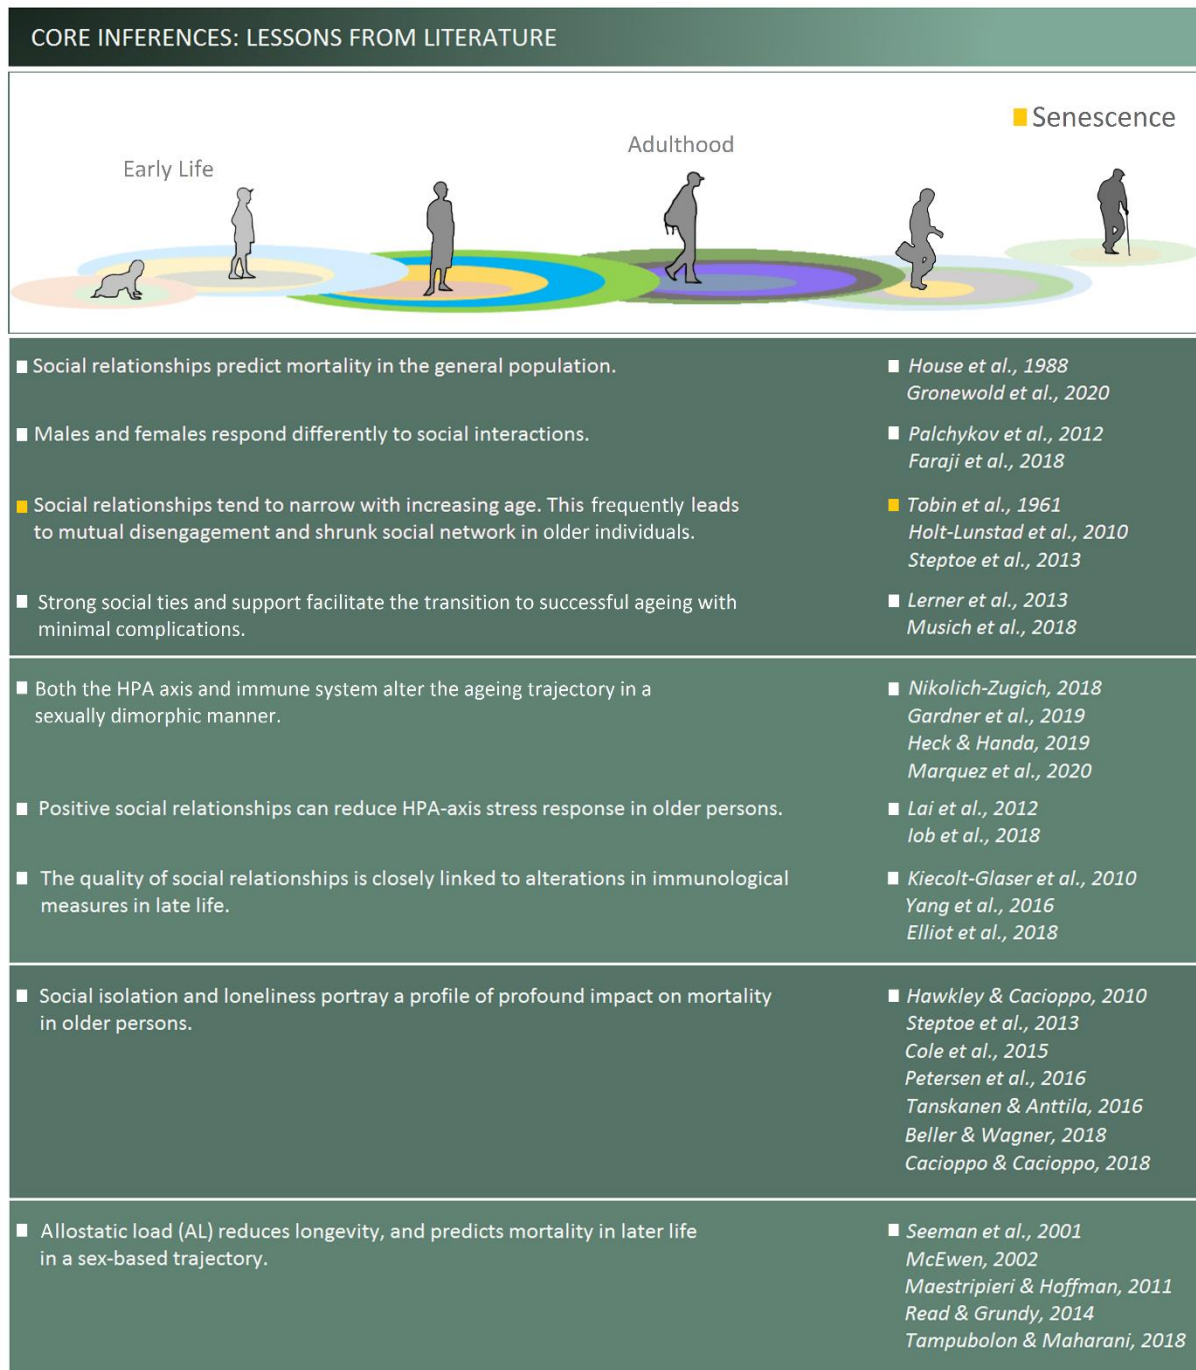 CORE INFERENCES: LESSONS FROM LITERATURE
Senescence
Adulthood
Early Life
Social relationships predict mortality in the general population.
House et al., 1988
Gronewold et al., 2020
Males and females respond differently to social interactions.
Palchykov et al., 2012
Faraji et al., 2018
Social relationships tend to narrow with increasing age. This frequently leads
to mutual disengagement and shrunk social network in older individuals.
Tobin et al., 1961
Holt-Lunstad et al., 2010
Steptoe et al., 2013
Strong social ties and support facilitate the transition to successful ageing with
minimal complications.
Lerner et al., 2013
Musich et al., 2018
Both the HPA axis and immune system alter the ageing trajectory in a
sexually dimorphic manner.
Nikolich-Zugich, 2018
Gardner et al., 2019
Heck & Handa, 2019
Marquez et al., 2020
Positive social relationships can reduce HPA-axis stress response in older persons.
Lai et al., 2012
Iob et al., 2018
The quality of social relationships is closely linked to alterations in immunological
measures in late life.
Kiecolt-Glaser et al., 2010
Yang et al., 2016
Elliot et al., 2018
Social isolation and loneliness portray a profile of profound impact on mortality
in older persons.
Hawkley & Cacioppo, 2010
Steptoe et al., 2013
Cole et al., 2015
Petersen et al., 2016
Tanskanen & Anttila, 2016
Beller & Wagner, 2018
Cacioppo & Cacioppo, 2018
Allostatic load (AL) reduces longevity, and predicts mortality in later life
in a sex-based trajectory.
Seeman et al., 2001
McEwen, 2002
Maestripieri & Hoffman, 2011
Read & Grundy, 2014
Tampubolon & Maharani, 2018